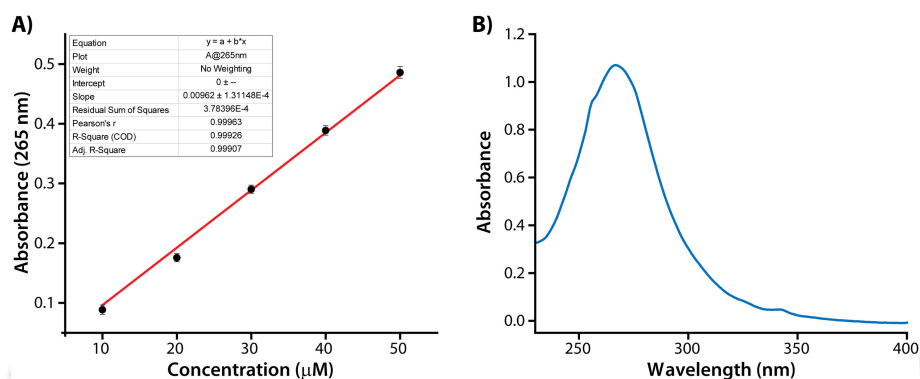 A)
Equation y = a + b*x
Plot A@265nm
Weight No Weighting
Intercept 0 ± --
Slope 0.00962 ± 1.31148E-4
Residual Sum of Squares 3.78396E-4
Pearson's r 0.99963
R-Square (COD) 0.99926
Adj. R-Square 0.99907
Absorbance (265 nm)
0.5
0.4
0.3
0.2
0.1
10 20 30 40 50
Concentration (μM)
B)
Absorbance
1.2
1.0
0.8
0.6
0.4
0.2
0.0
250 300 350 400
Wavelength (nm)